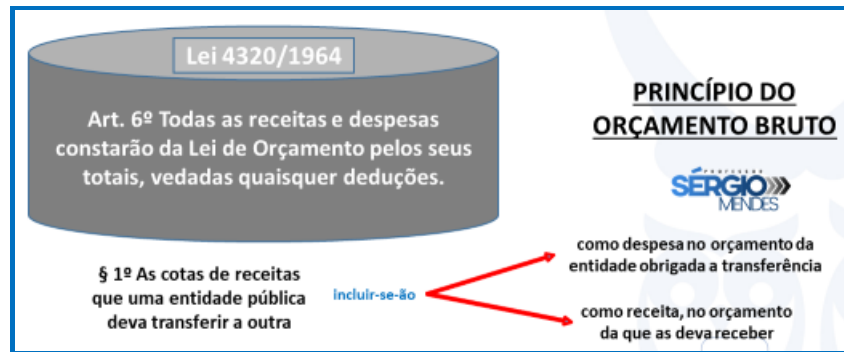 Lei 4320/1964
Art. 6º Todas as receitas e despesas
constarão da Lei de Orçamento pelos seus
totais, vedadas quaisquer deduções.
PRINCÍPIO DO
ORÇAMENTO BRUTO
PROFESSOR
SÉRGIO
MENDES
§ 1º As cotas de receitas
que uma entidade pública
deva transferir a outra
incluir-se-ão
como despesa no orçamento da
entidade obrigada a transferência
como receita, no orçamento
da que as deva receber